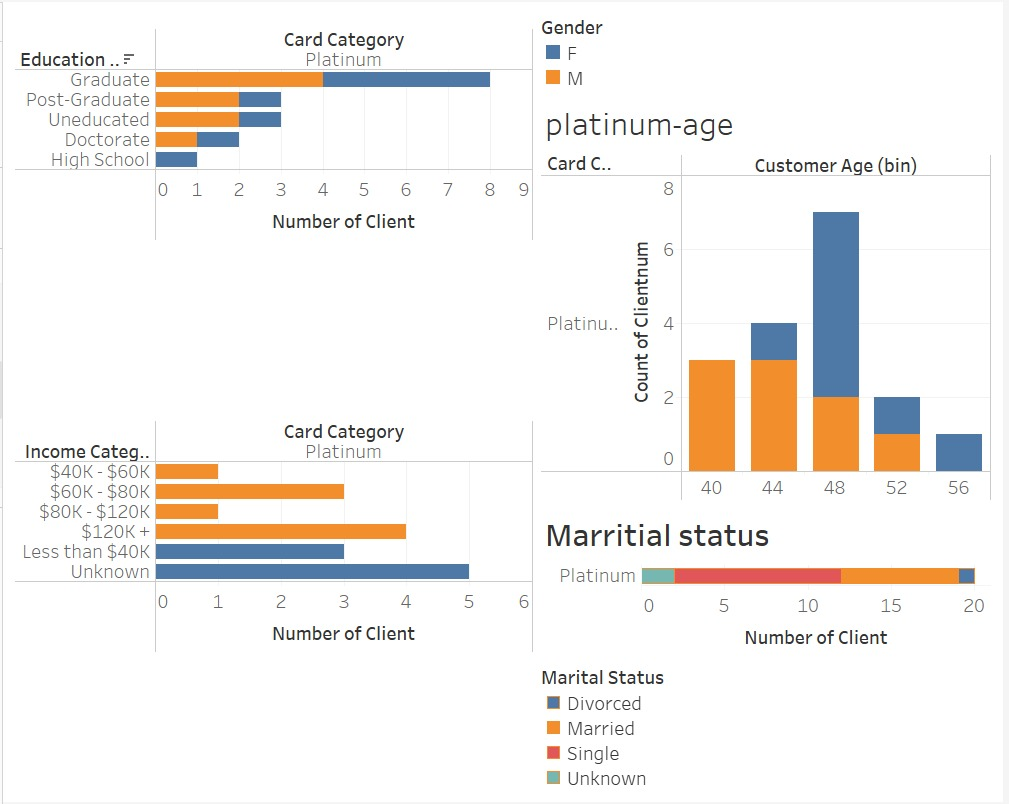 Card Category
Education ..
Platinum
Graduate
Post-Graduate
Uneducated
Doctorate
High School
0 1 2 3 4 5 6 7 8 9
Number of Client
Gender
F
M
platinum-age
Card C..
Customer Age (bin)
8
6
4
2
0
Platinu..
Count of Clientnum
40 44 48 52 56
Card Category
Income Categ..
Platinum
$40K - $60K
$60K - $80K
$80K - $120K
$120K +
Less than $40K
Unknown
0 1 2 3 4 5 6
Number of Client
Marritial status
Platinum
0 5 10 15 20
Number of Client
Marital Status
Divorced
Married
Single
Unknown